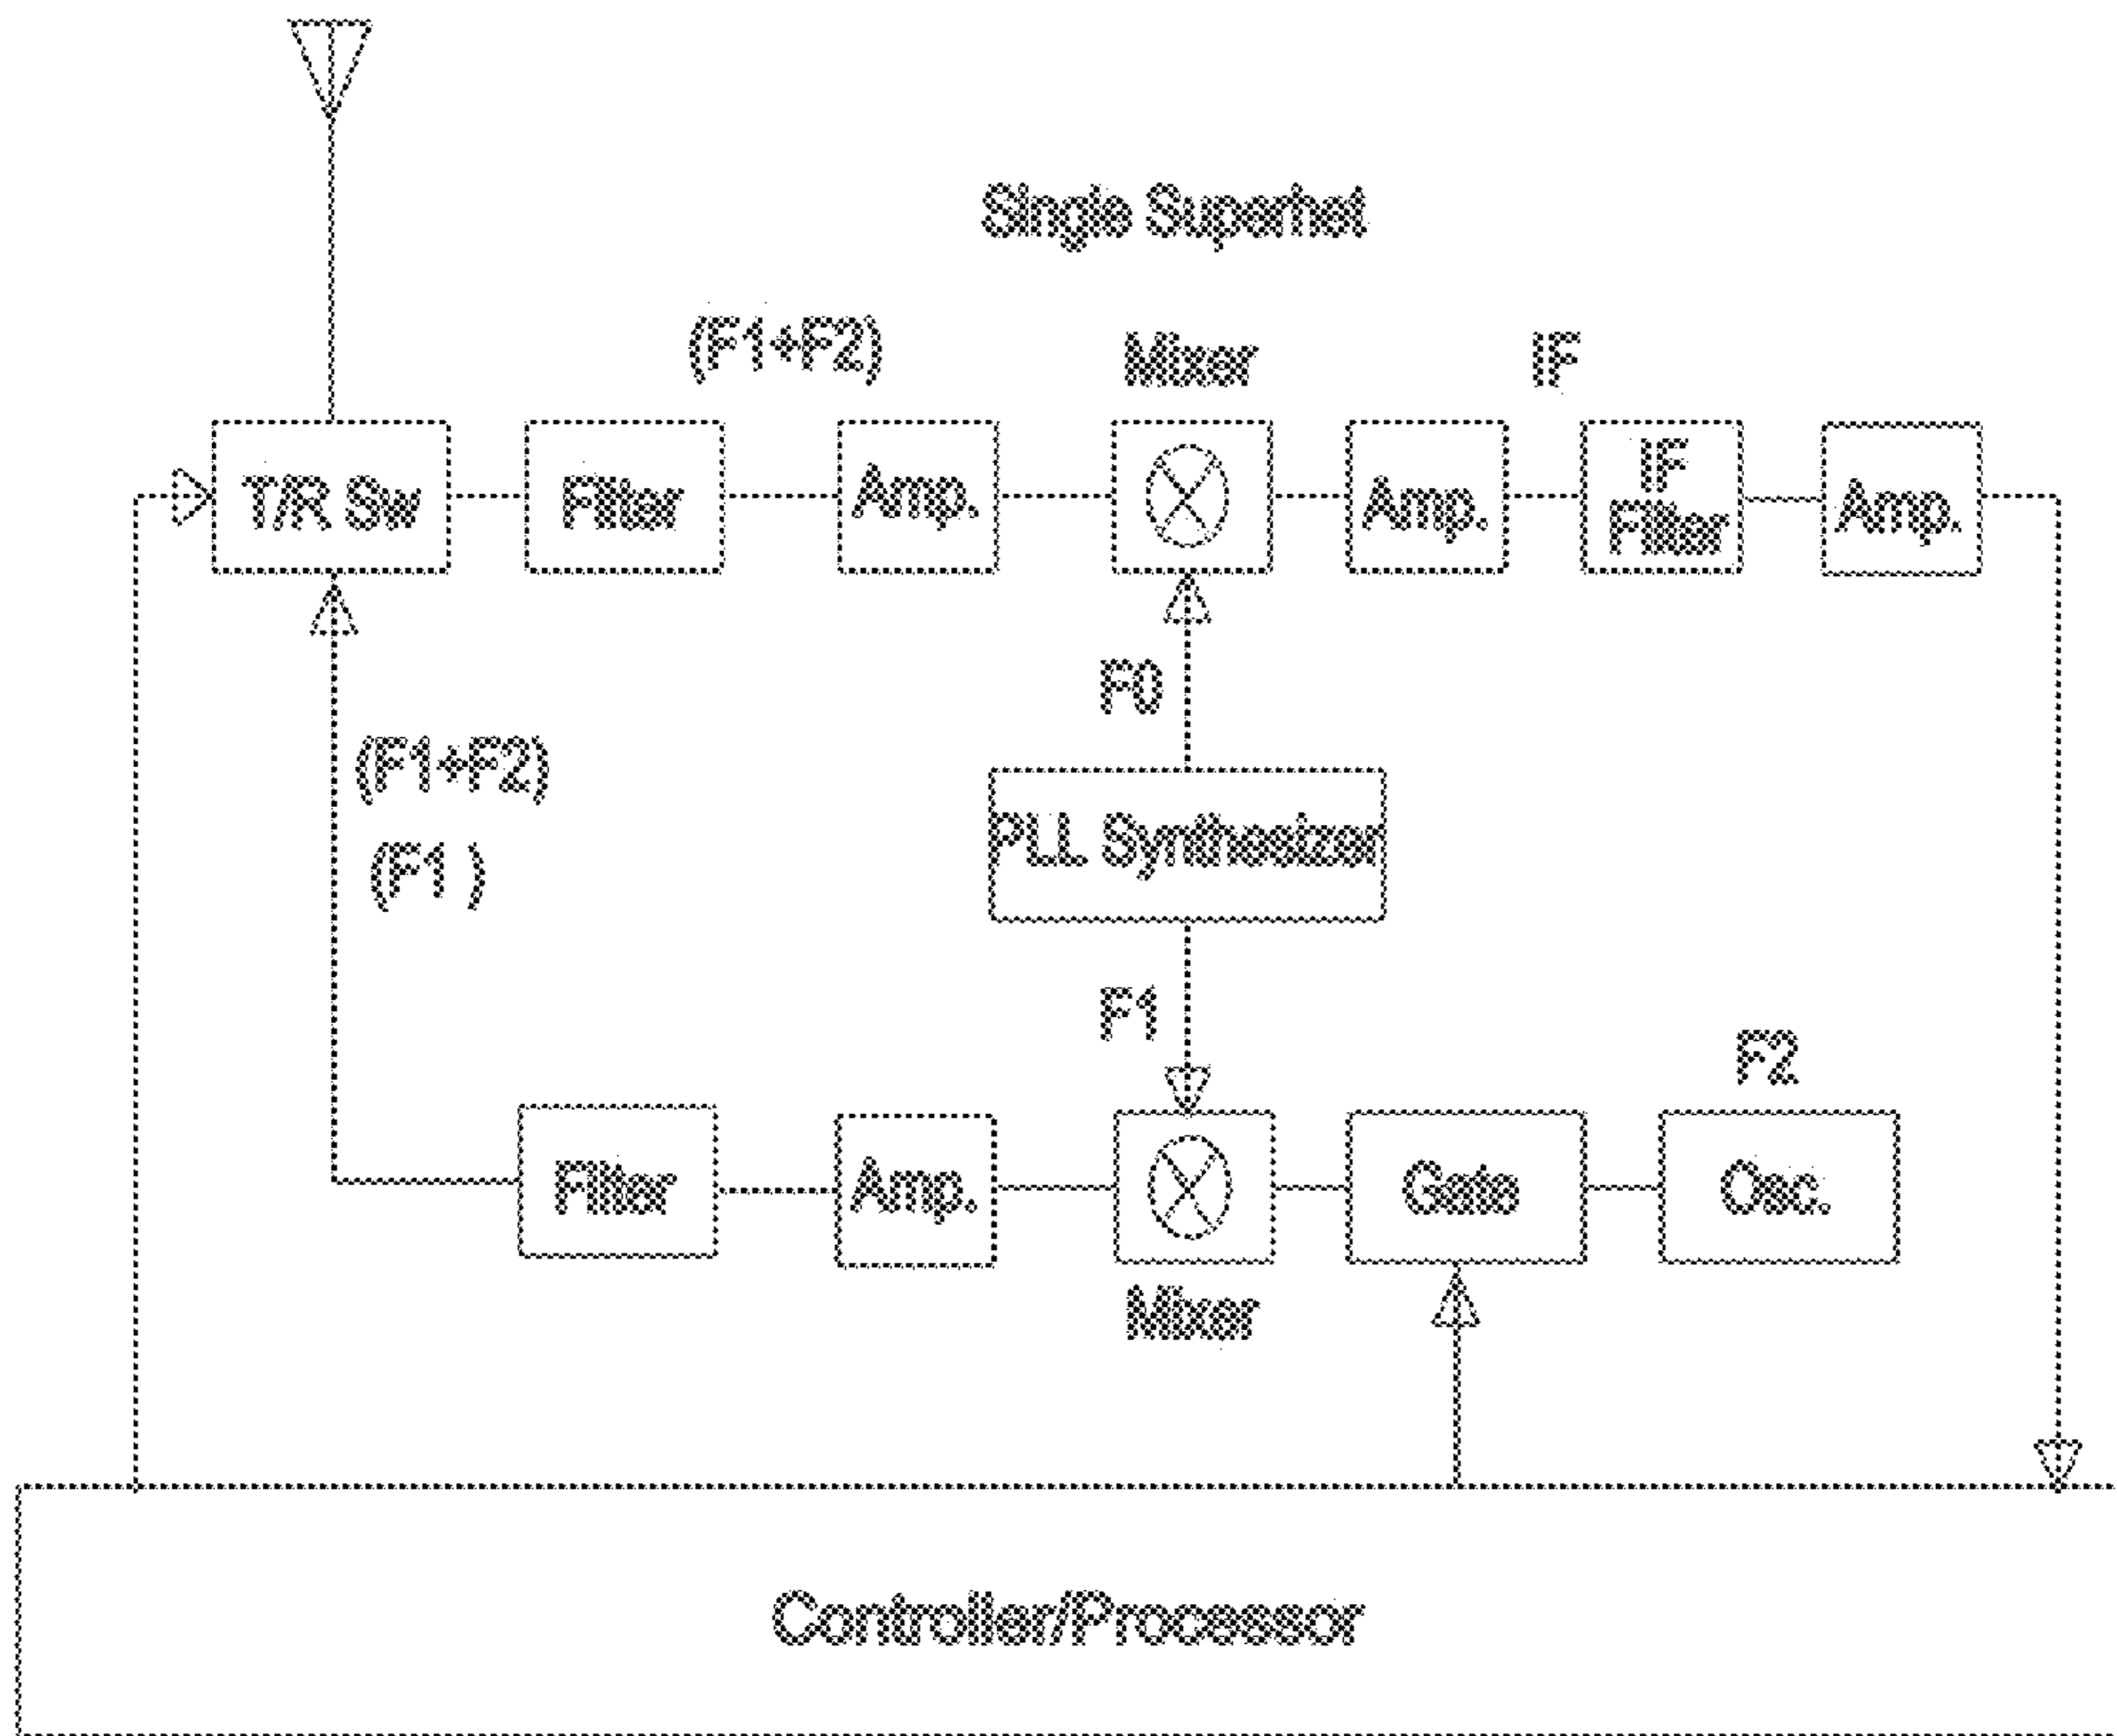 Single Superhet
(F1+F2)
Mixer
IF
T/R Sw
Filter
Amp.
Amp.
IF
Filter
Amp.
F0
(F1+F2)
(F1 )
PLL Synthesizer
F1
F2
Filter
Amp.
Gate
Osc.
Mixer
Controller/Processor